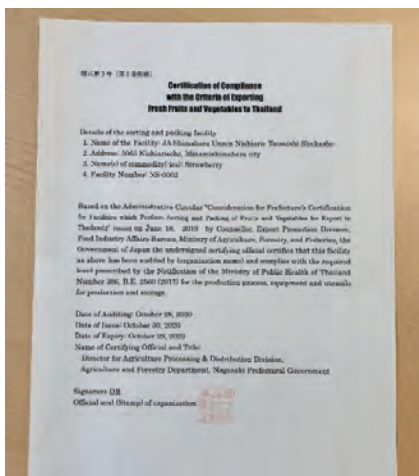 Certification of Compliance
with the Criteria of Exporting
Fresh Fruits and Vegetables to Thailand
Details of the sorting and packing facility
1. Name of the Facility: JA Shimabara Unzen Nishiarie
2. Address: Nishiariecho, Minamishimabara city
3. Name(s) of commodity(ies): Strawberry
4. Facility Number: NS-0002
Based on the Administrative Circular "Consideration for Prefecture's Certification
for Facilities which Perform Sorting and Packing of Fruits and Vegetables for Export to
Thailand" issued on June 18, 2019 by Counsellor, Export Promotion Division,
Food Industry Affairs Bureau, Ministry of Agriculture, Forestry, and Fisheries, the
Government of Japan the undersigned certifying official certifies that this facility
as above has been audited by (organization name) and complies with the required
level prescribed by the Notification of the Ministry of Public Health of Thailand
Number 386, B.E. 2560 (2017) for the production process, equipment and utensils
for production and storage.
Date of Auditing: October 28, 2020
Date of Issue: October 30, 2020
Date of Expiry: October 29, 2022
Name of Certifying Official and Title:
Director for Agriculture Processing & Distribution Division,
Agriculture and Forestry Department, Nagasaki Prefectural Government
Signature OR
Official seal (Stamp) of organization: